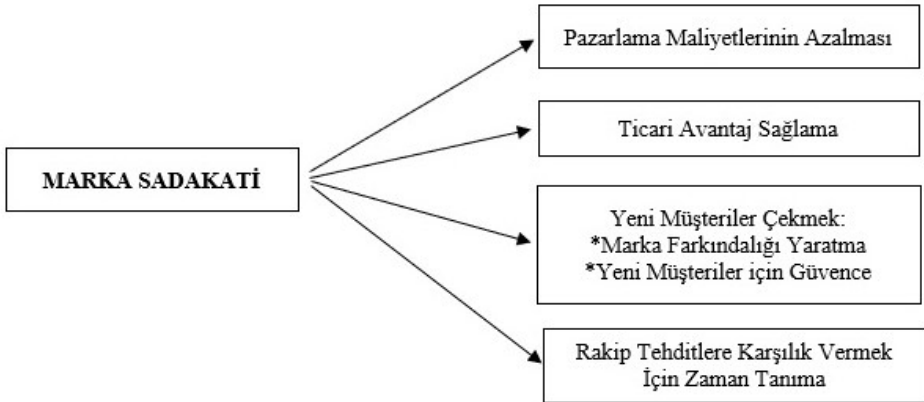 MARKA SADAKATİ
Pazarlama Maliyetlerinin Azalması
Ticari Avantaj Sağlama
Yeni Müşteriler Çekmek:
*Marka Farkındalığı Yaratma
*Yeni Müşteriler için Güvence
Rakip Tehditlere Karşılık Vermek
İçin Zaman Tanıma